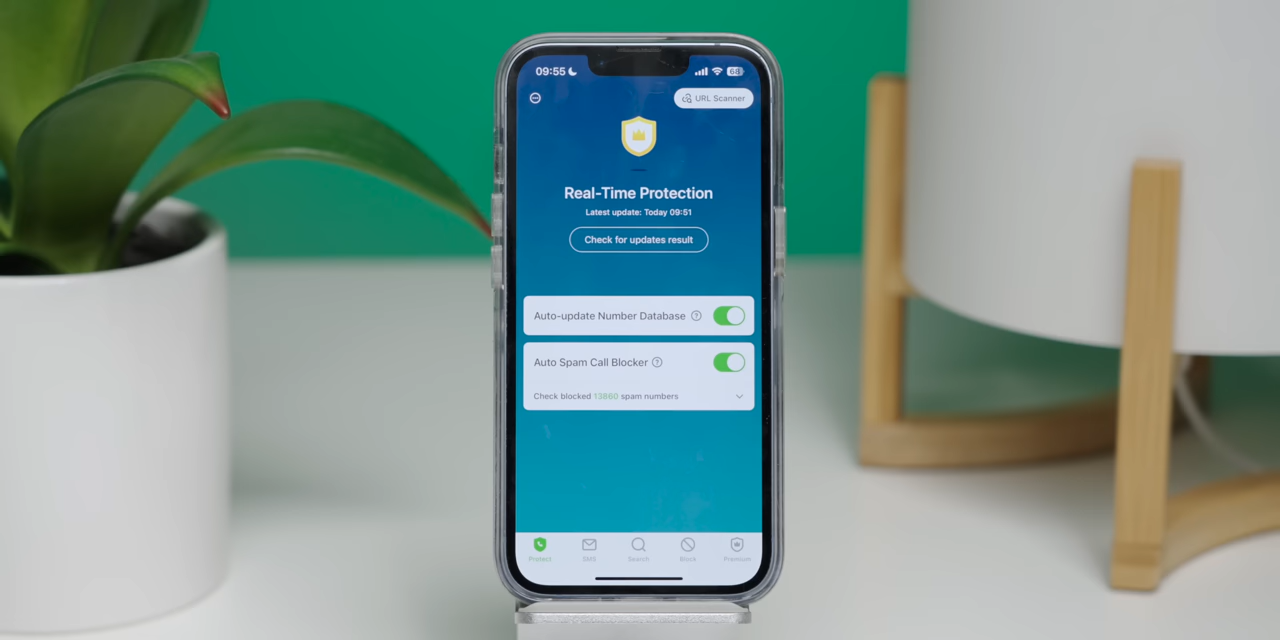 09:55
68
URL Scanner
Real-Time Protection
Latest update: Today 09:51
Check for updates result
Auto-update Number Database ?
Auto Spam Call Blocker ?
Check blocked 13860 spam numbers
Protect
SMS
Search
Block
Premium